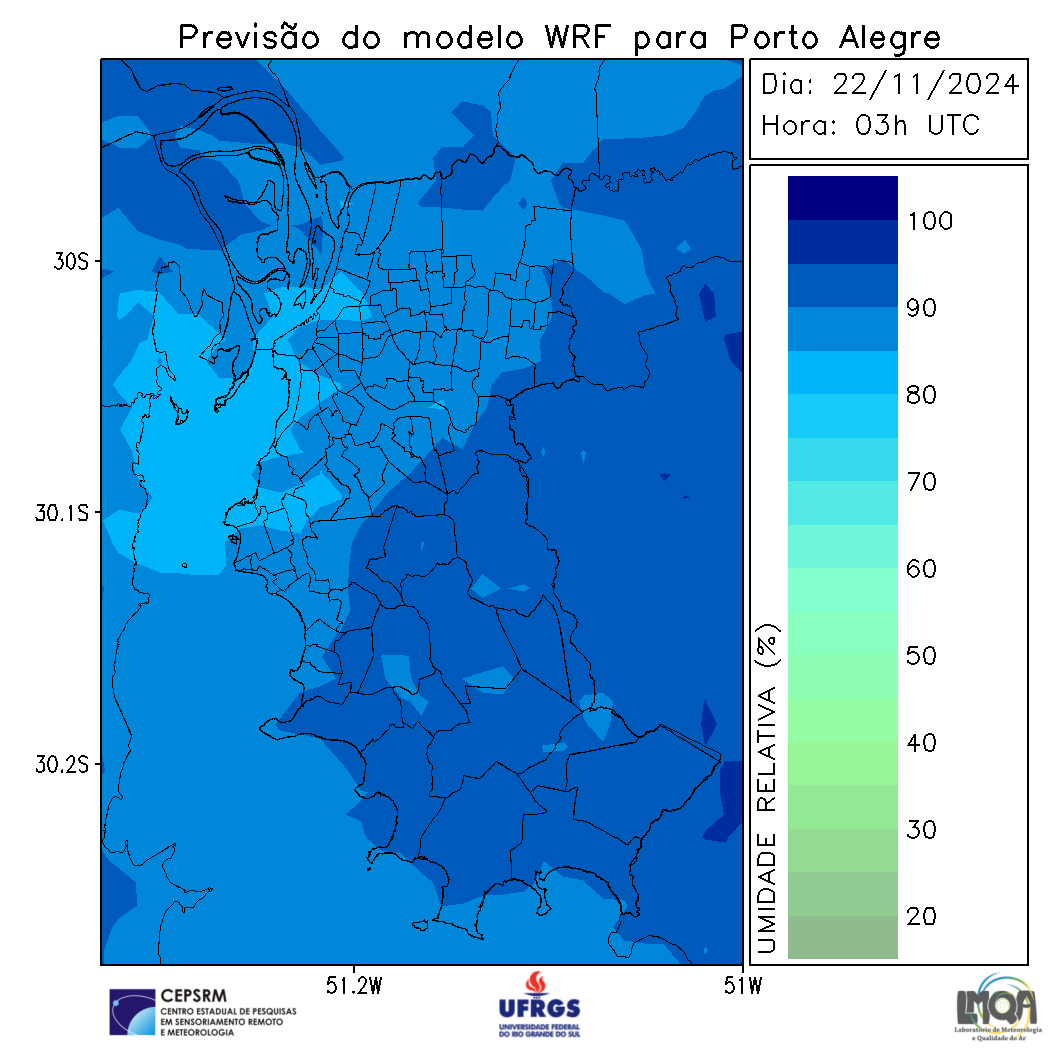 Previsão do modelo WRF para Porto Alegre
Dia: 22/11/2024
Hora: 03h UTC
100
90
80
70
60
50
40
30
20
UMIDADE RELATIVA (%)
30S
30.1S
30.2S
51.2W
51W
CEPSRM
CENTRO ESTADUAL DE PESQUISAS
EM SENSORIAMENTO REMOTO
E METEOROLOGIA
UFRGS
UNIVERSIDADE FEDERAL
DO RIO GRANDE DO SUL
LMQA
Laboratório de Meteorologia
e Qualidade do Ar